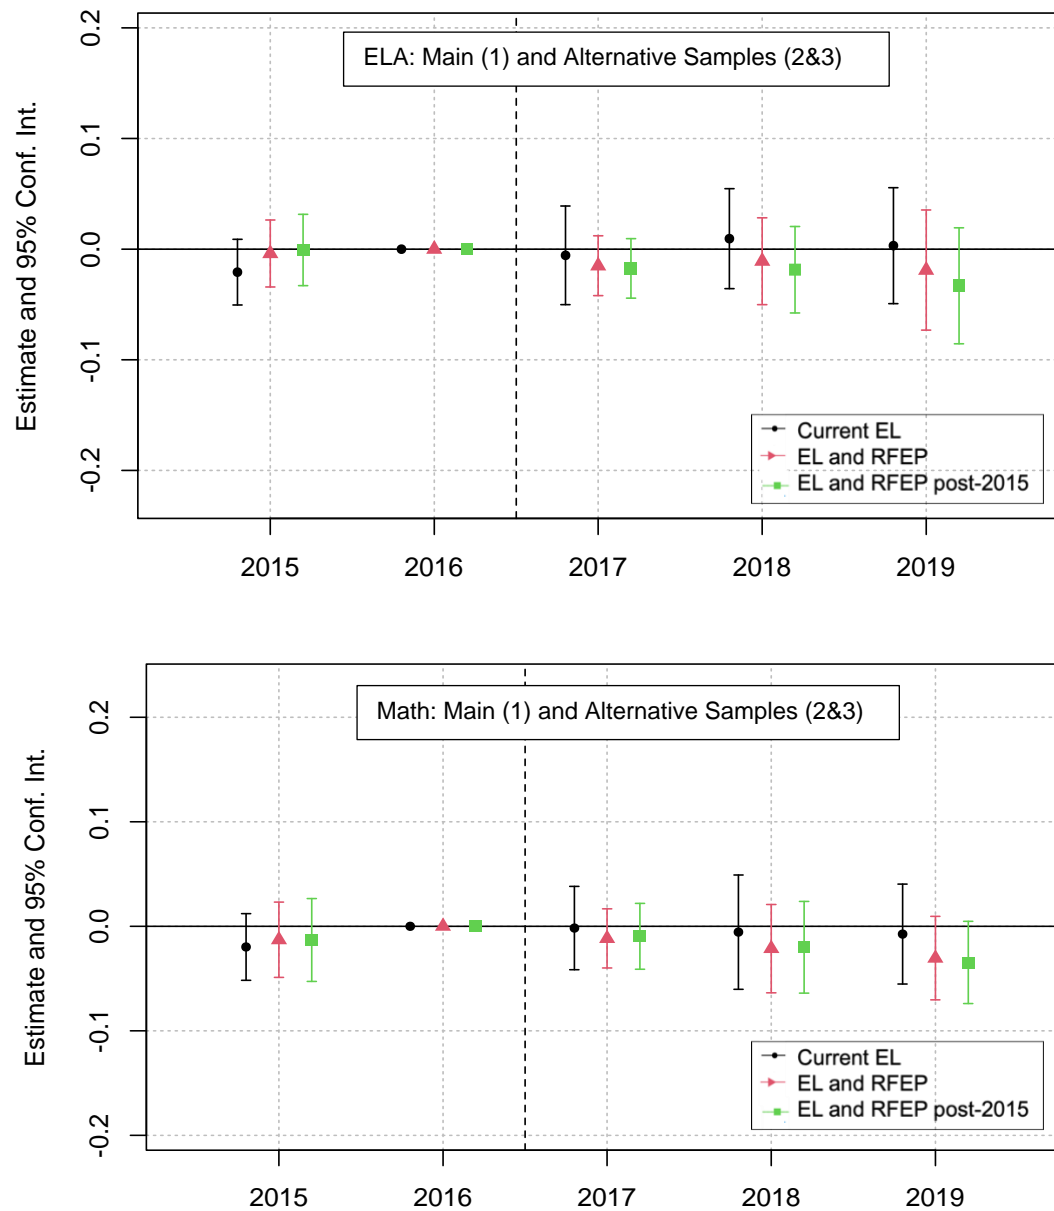 ELA: Main (1) and Alternative Samples (2&3)
Estimate and 95% Conf. Int.
0.2
0.1
0.0
-0.1
-0.2
Current EL
EL and RFEP
EL and RFEP post-2015
2015 2016 2017 2018 2019
Math: Main (1) and Alternative Samples (2&3)
Estimate and 95% Conf. Int.
0.2
0.1
0.0
-0.1
-0.2
Current EL
EL and RFEP
EL and RFEP post-2015
2015 2016 2017 2018 2019